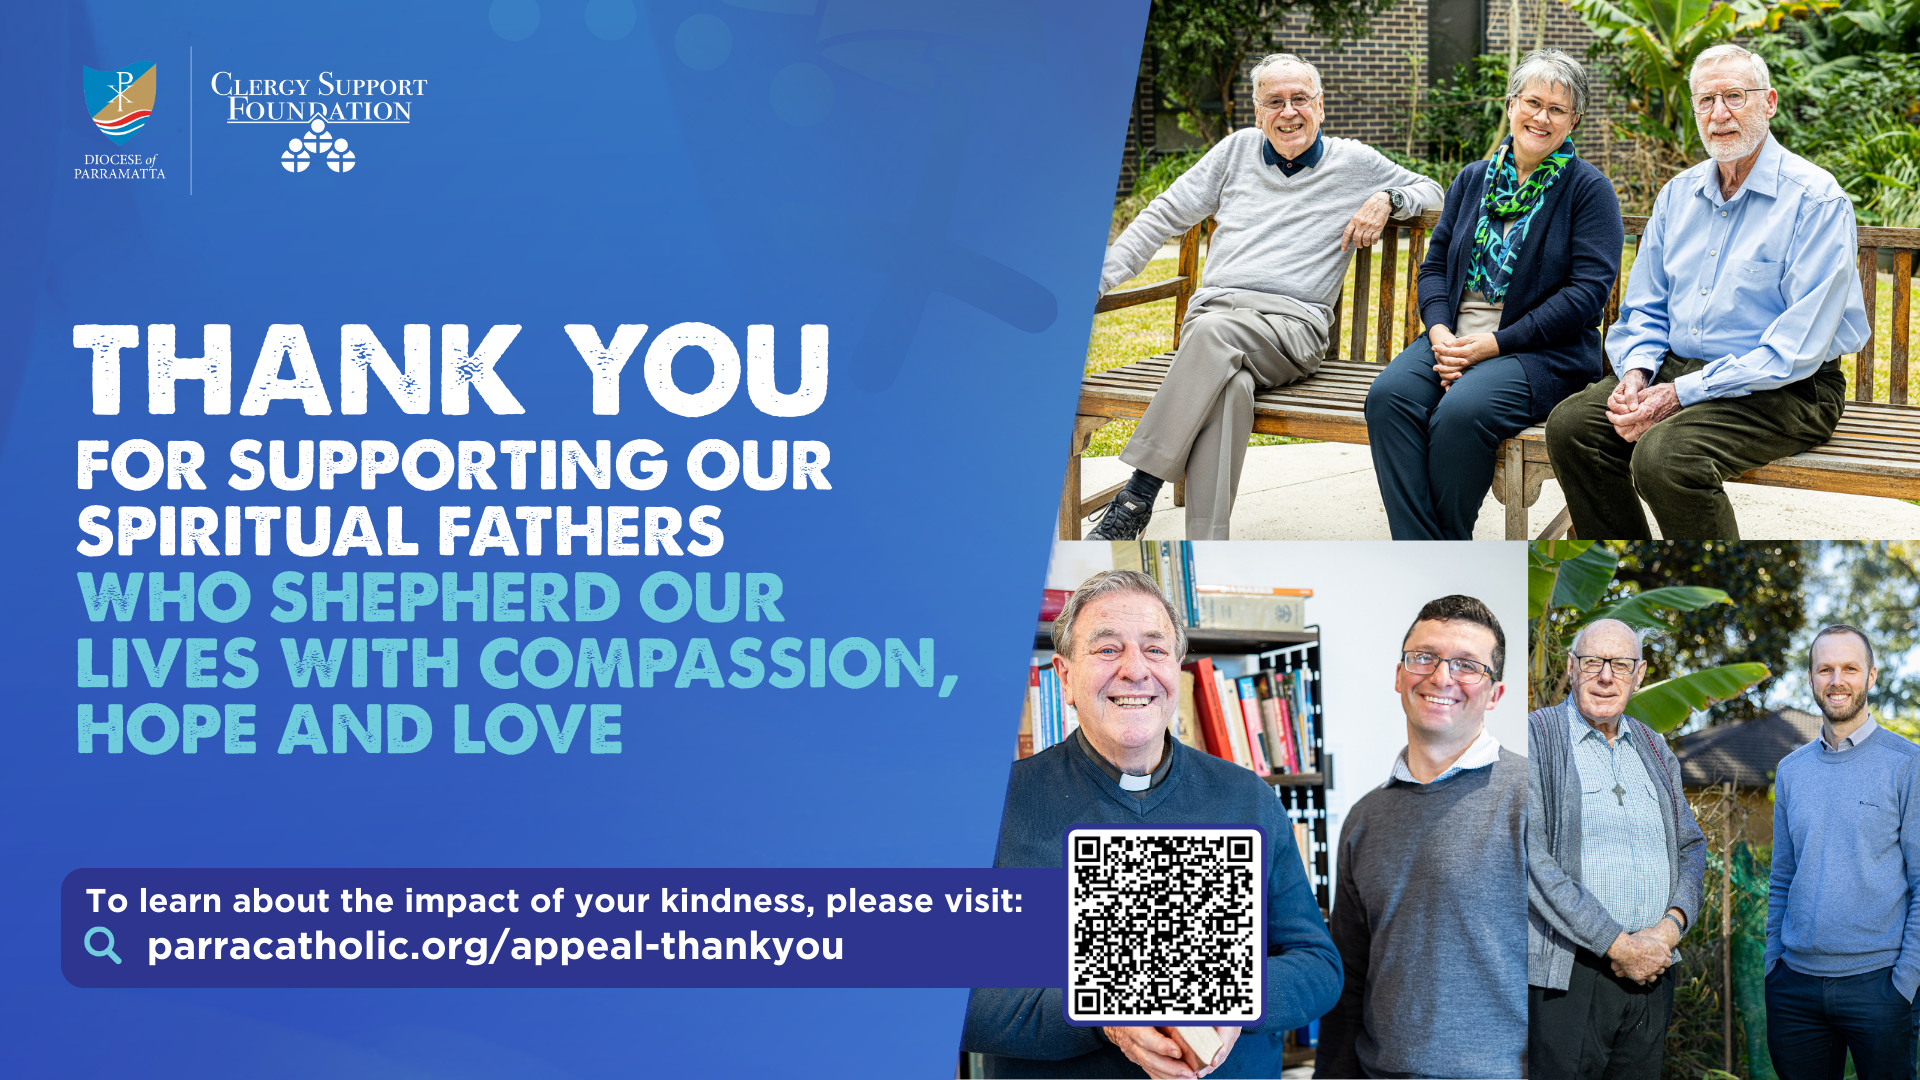 DIOCESE of
PARRAMATTA
CLERGY SUPPORT
FOUNDATION
THANK YOU
FOR SUPPORTING OUR
SPIRITUAL FATHERS
WHO SHEPHERD OUR
LIVES WITH COMPASSION,
HOPE AND LOVE
To learn about the impact of your kindness, please visit:
parracatholic.org/appeal-thankyou